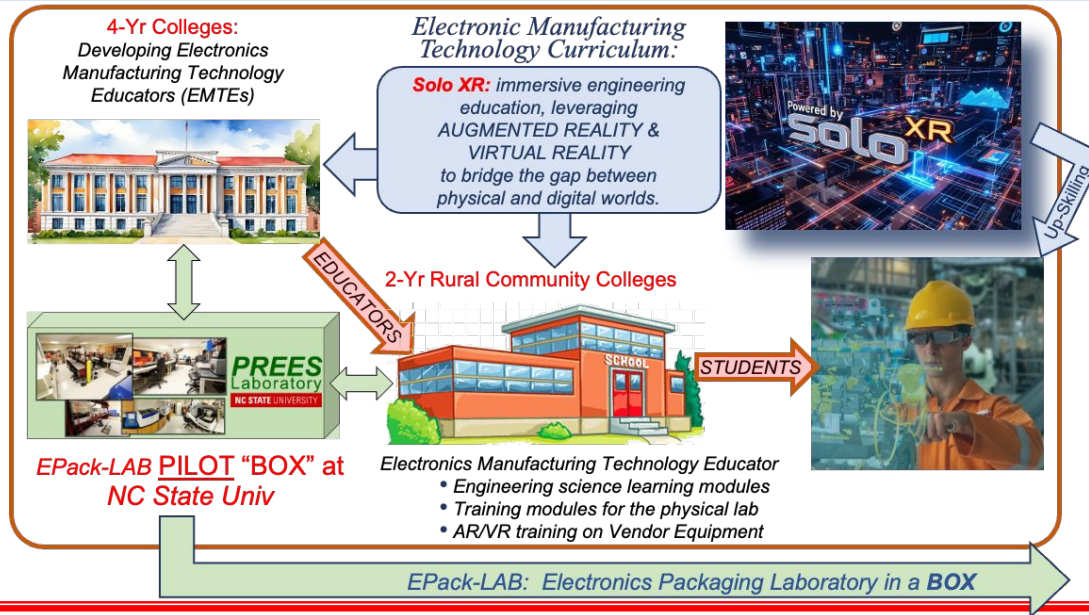 4-Yr Colleges:
Developing Electronics
Manufacturing Technology
Educators (EMTEs)
Electronic Manufacturing
Technology Curriculum:
Solo XR: immersive engineering
education, leveraging
AUGMENTED REALITY &
VIRTUAL REALITY
to bridge the gap between
physical and digital worlds.
Powered by
solo XR
Up-Skilling
EDUCATORS
2-Yr Rural Community Colleges
SCHOOL
STUDENTS
PREES
Laboratory
NC STATE UNIVERSITY
EPack-LAB PILOT “BOX” at
NC State Univ
Electronics Manufacturing Technology Educator
• Engineering science learning modules
• Training modules for the physical lab
• AR/VR training on Vendor Equipment
EPack-LAB: Electronics Packaging Laboratory in a BOX